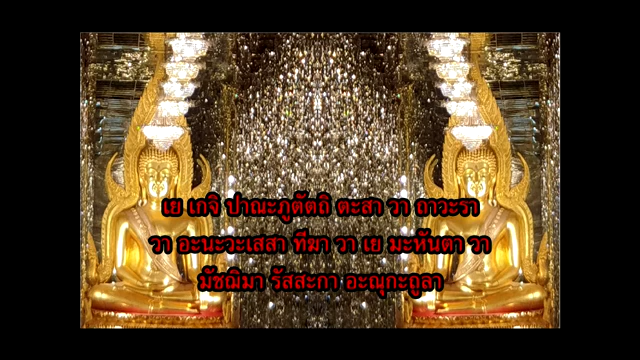 เย เกจิ ปาณะภูตัตถิ ตะสา วา ถาวะรา
วา อะนะวะเสสา ทีฆา วา เย มะหันตา วา
มัชฌิมา รัสสะกา อะณุกะถูลา